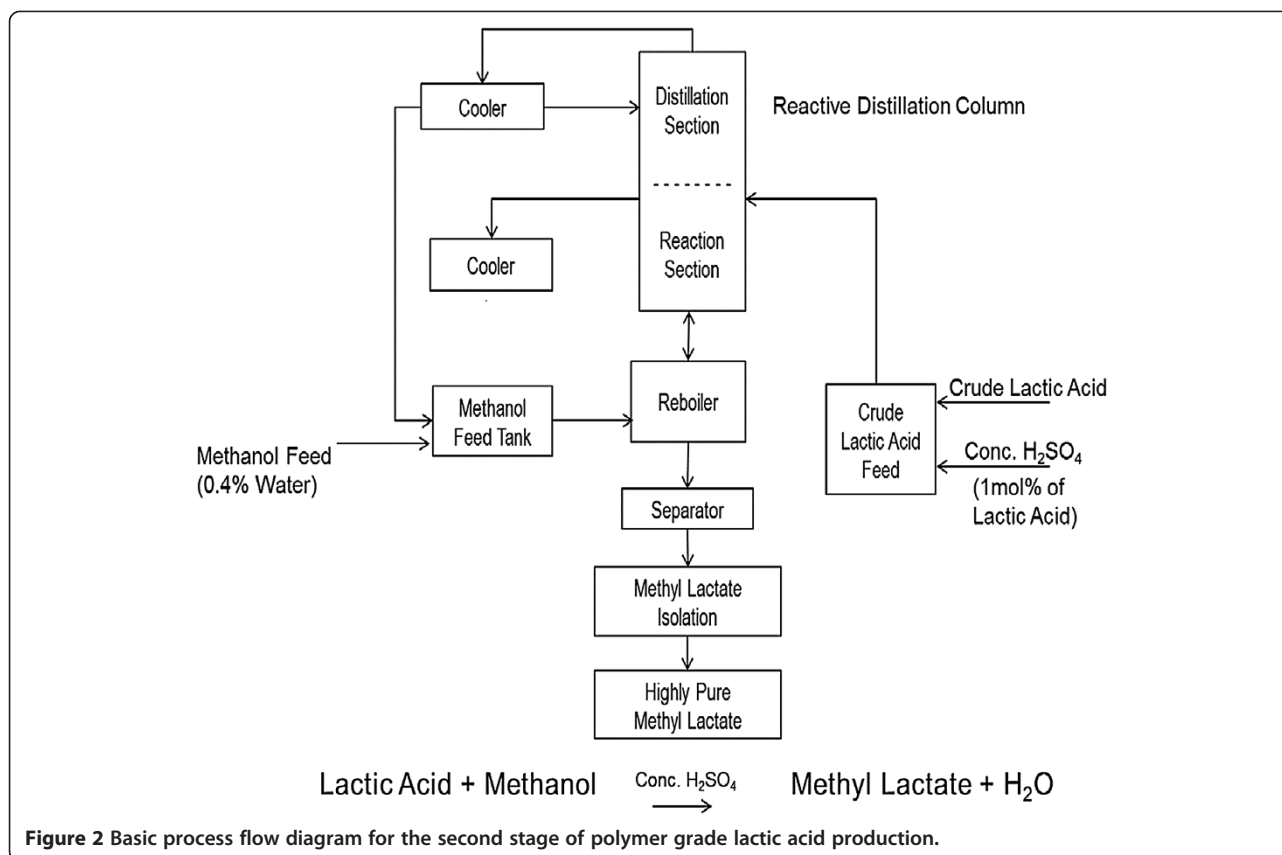 Cooler
Distillation
Section
Reactive Distillation Column
Cooler
Reaction
Section
Methanol Feed
(0.4% Water)
Methanol
Feed Tank
Reboiler
Crude
Lactic Acid
Feed
Crude Lactic Acid
Conc. H₂SO₄
(1mol% of
Lactic Acid)
Separator
Methyl Lactate
Isolation
Highly Pure
Methyl Lactate
Lactic Acid + Methanol Conc. H₂SO₄ → Methyl Lactate + H₂O
Figure 2 Basic process flow diagram for the second stage of polymer grade lactic acid production.